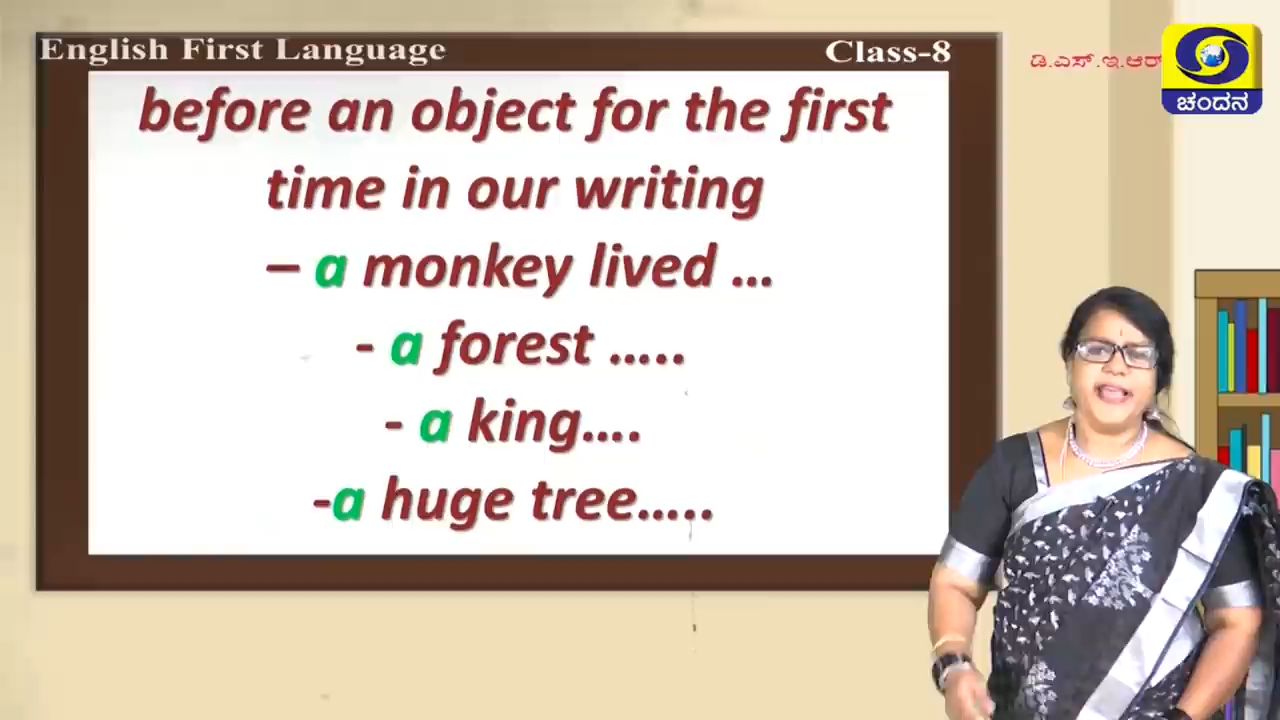 English First Language
Class-8
ಡಿ.ಎಸ್.ಇ.ಆರ್
ಚಂದನ
before an object for the first
time in our writing
– a monkey lived ...
- a forest .....
- a king....
-a huge tree.....